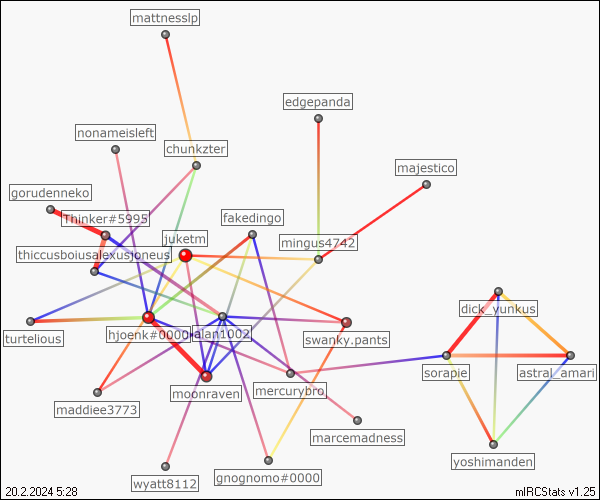 mattnesslp
edgepanda
nonameisleft
chunkzter
majestico
gorudenneko
Thinker#5995
fakedingo
juketm
mingus4742
thiccusboiusalexusjoneus
dick_yunkus
turtelious
hjoenk#0000
alan1002
swanky.pants
sorapie
astral_amari
moonraven
mercurybro
maddiee3773
marcemadness
yoshimanden
wyatt8112
gnognomo#0000
20.2.2024 5:28
mIRCStats v1.25